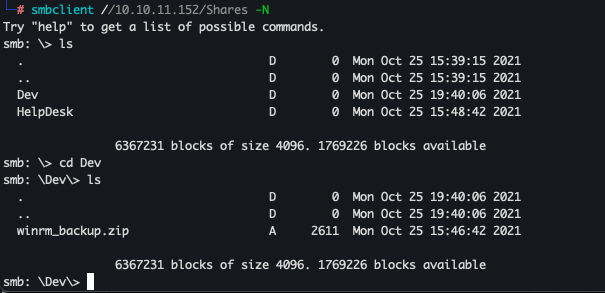 # smbclient //10.10.11.152/Shares -N
Try "help" to get a list of possible commands.
smb: \> ls
. D 0 Mon Oct 25 15:39:15 2021
.. D 0 Mon Oct 25 15:39:15 2021
Dev D 0 Mon Oct 25 19:40:06 2021
HelpDesk D 0 Mon Oct 25 15:48:42 2021
6367231 blocks of size 4096. 1769226 blocks available
smb: \> cd Dev
smb: \Dev\> ls
. D 0 Mon Oct 25 19:40:06 2021
.. D 0 Mon Oct 25 19:40:06 2021
winrm_backup.zip A 2611 Mon Oct 25 15:46:42 2021
6367231 blocks of size 4096. 1769226 blocks available
smb: \Dev\>